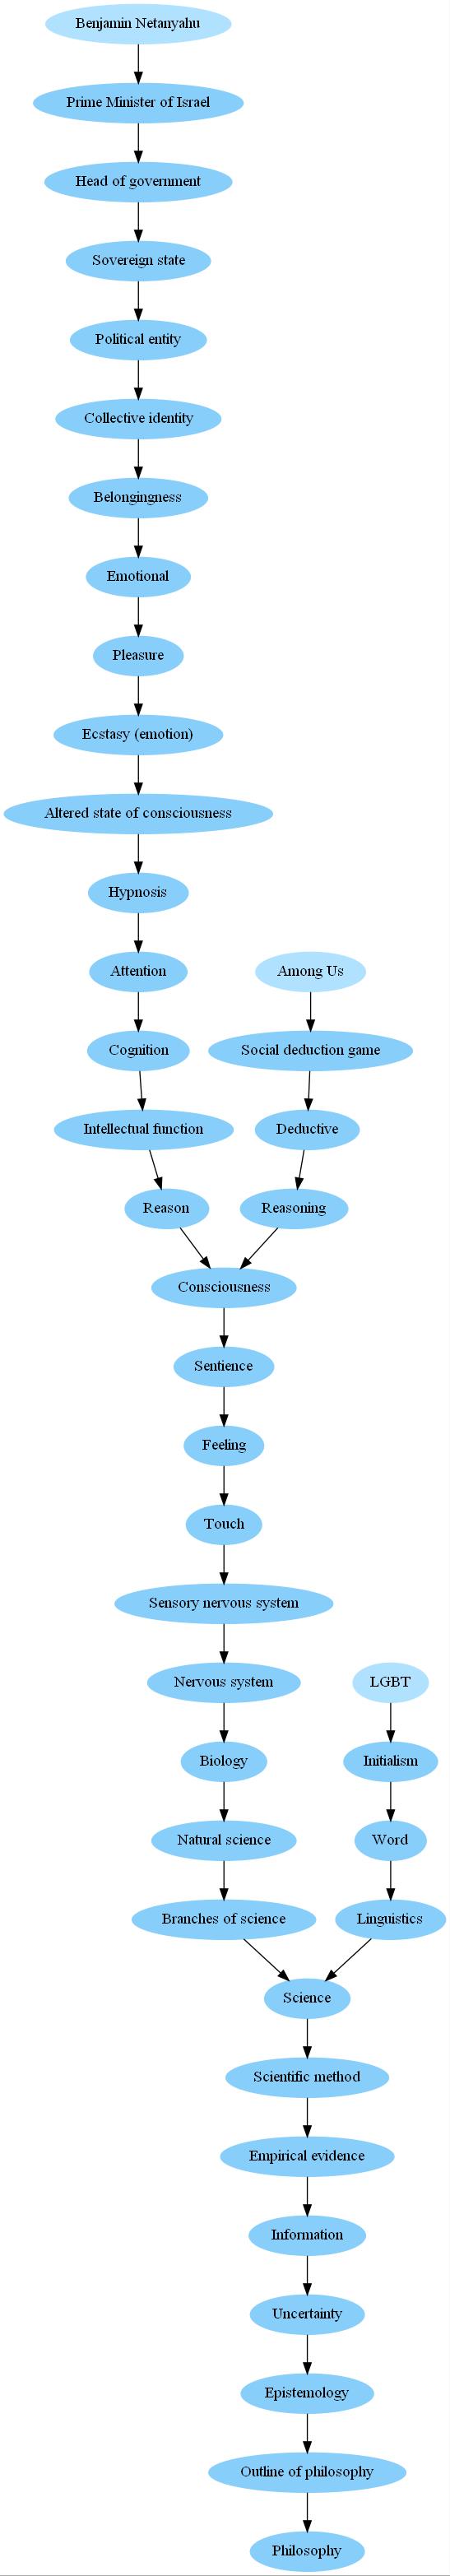 Benjamin Netanyahu
Prime Minister of Israel
Head of government
Sovereign state
Political entity
Collective identity
Belongingness
Emotional
Pleasure
Ecstasy (emotion)
Altered state of consciousness
Hypnosis
Attention
Among Us
Cognition
Social deduction game
Intellectual function
Deductive
Reason
Reasoning
Consciousness
Sentience
Feeling
Touch
Sensory nervous system
Nervous system
LGBT
Biology
Initialism
Natural science
Word
Branches of science
Linguistics
Science
Scientific method
Empirical evidence
Information
Uncertainty
Epistemology
Outline of philosophy
Philosophy